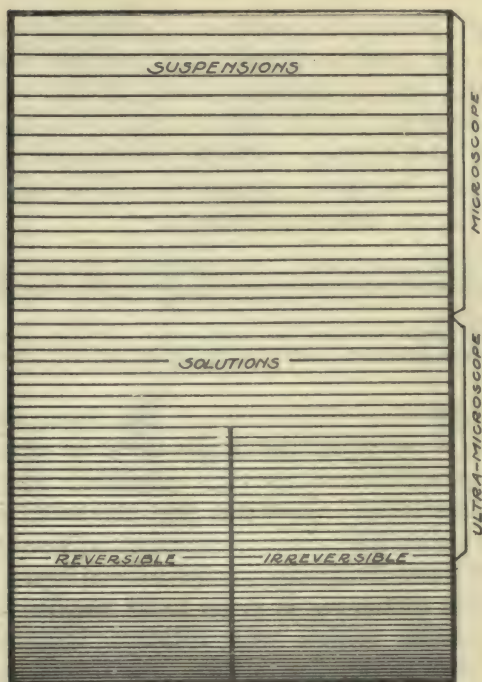 SUSPENSIONS
MICROSCOPE
SOLUTIONS
ULTRA-MICROSCOPE
REVERSIBLE
IRREVERSIBLE